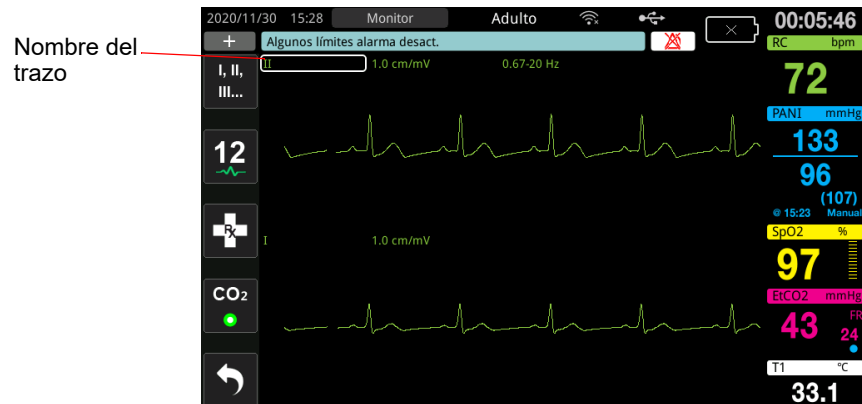 2020/11/30 15:28 Monitor Adulto 00:05:46
+ Algunos límites alarma desact.
Nombre del
trazo
II 1.0 cm/mV 0.67-20 Hz
I, II,
III...
12
Rx
I 1.0 cm/mV
CO2
RC bpm
72
PANI mmHg
133
96
(107)
@ 15:23 Manual
SpO2 %
97
EtCO2 mmHg
43
FR
24
T1 °C
33.1